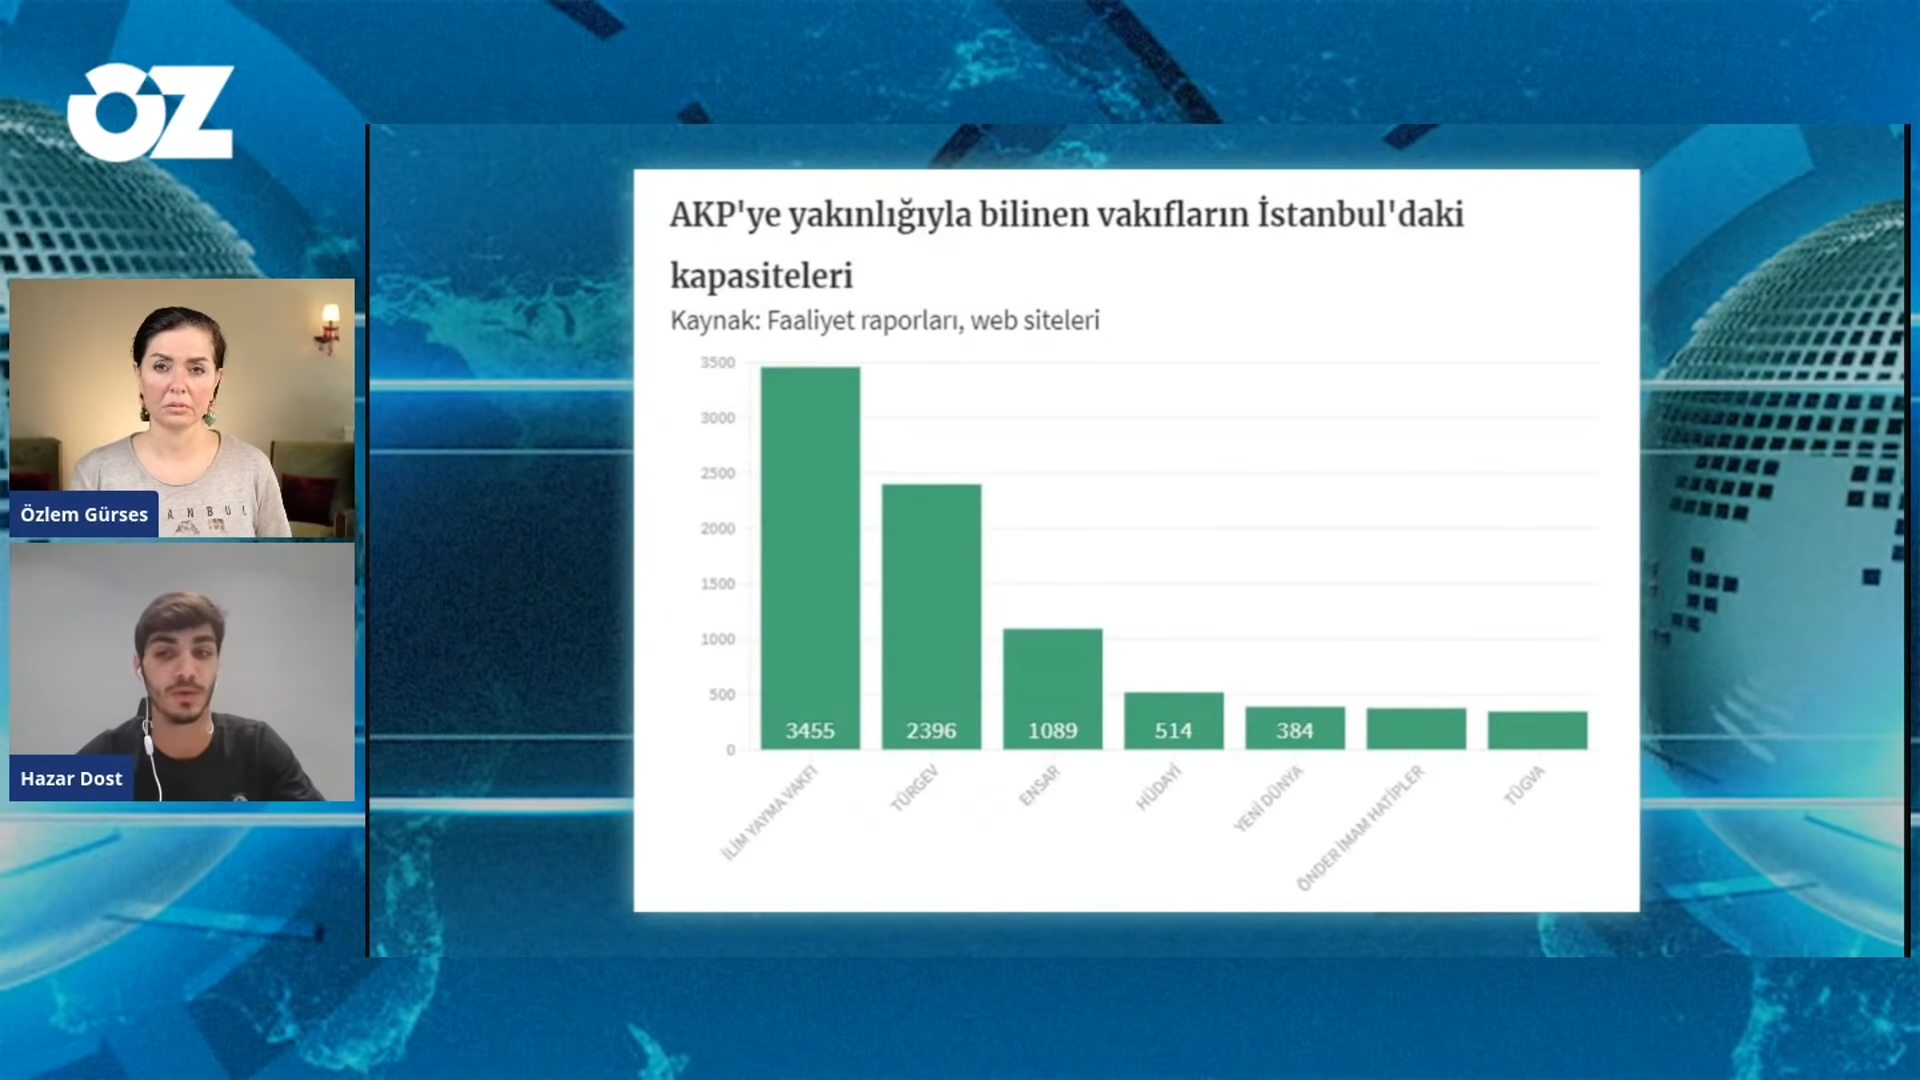 ÖZ
AKP'ye yakınlığıyla bilinen vakıfların İstanbul'daki
kapasiteleri
Kaynak: Faaliyet raporları, web siteleri
3500
3000
2500
2000
1500
1000
500
0
3455
2396
1089
514
384
İLİM YAYMA VAKFI
TÜRGEV
ENSAR
HÜDAYİ
YENİ DÜNYA
ÖNDER İMAM HATİPLER
TÜGVA
ANBUL
Özlem Gürses
Hazar Dost